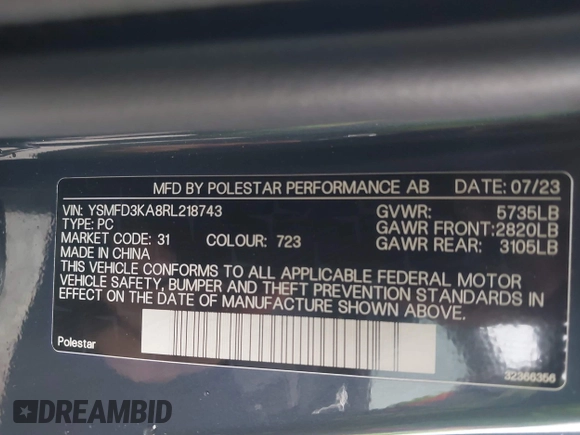 MFD BY POLESTAR PERFORMANCE AB DATE: 07/23
VIN: YSMFD3KA8RL218743 GVWR: 5735LB
TYPE: PC GAWR FRONT:2820LB
MARKET CODE: 31 COLOUR: 723 GAWR REAR: 3105LB
MADE IN CHINA
THIS VEHICLE CONFORMS TO ALL APPLICABLE FEDERAL MOTOR
VEHICLE SAFETY, BUMPER AND THEFT PREVENTION STANDARDS IN
EFFECT ON THE DATE OF MANUFACTURE SHOWN ABOVE.
Polestar 32366356
DREAMBID